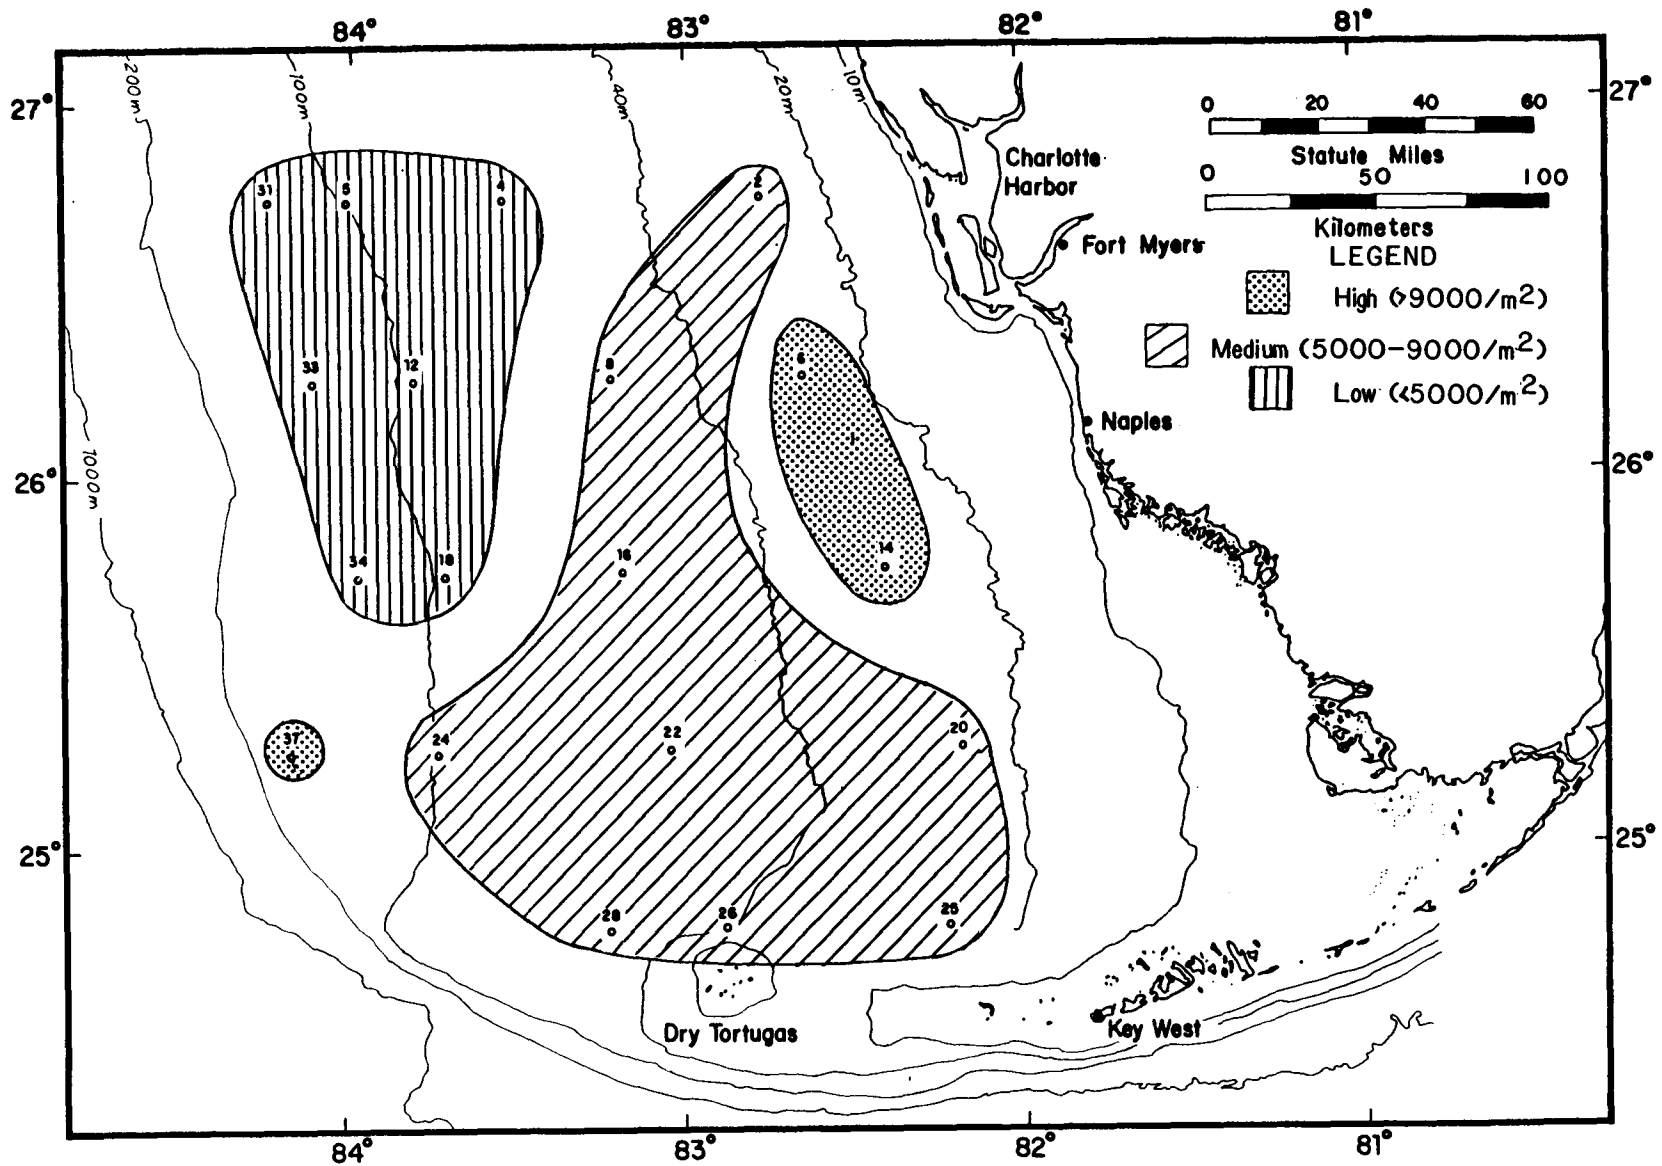 84° 83° 82° 81°
200m 100m 40m 20m 10m
27° 27°
0 20 40 60
Statute Miles
0 50 100
Kilometers
Charlotte
Harbor
Fort Myers
LEGEND
High (>9000/m2)
Medium (5000-9000/m2)
Low (<5000/m2)
31 5 4 2
33 12 8 6
Naples
1000m
26° 26°
34 18 16 14
37 24 22 20
25° 25°
28 26 25
Dry Tortugas
Key West
84° 83° 82° 81°